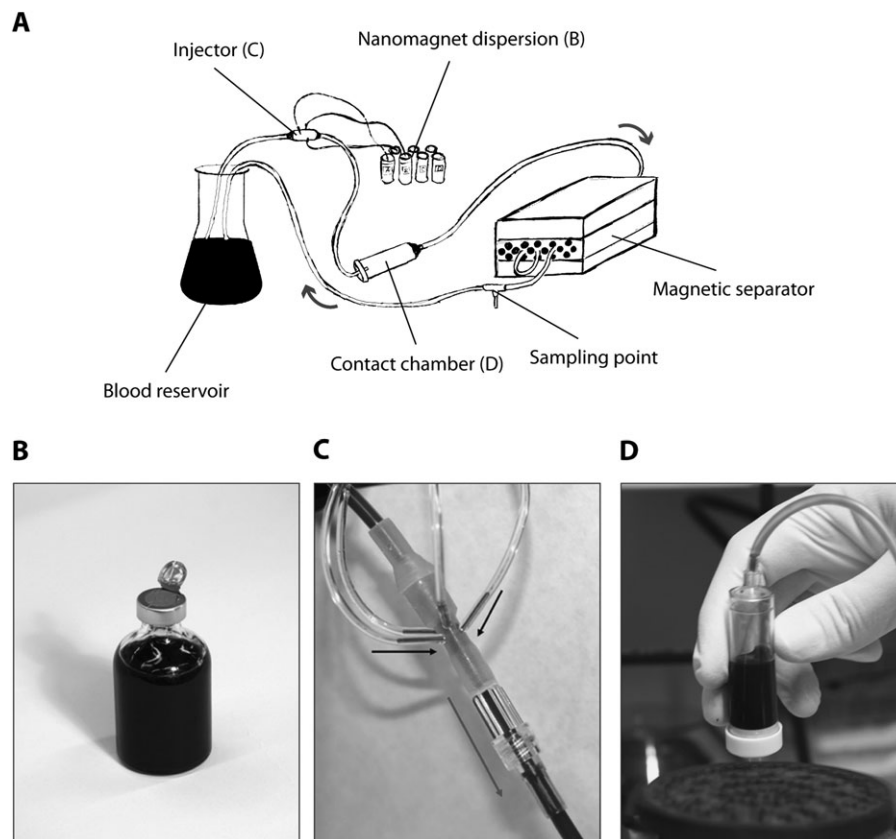 A
Nanomagnet dispersion (B)
Injector (C)
Magnetic separator
Sampling point
Contact chamber (D)
Blood reservoir
B
C
D